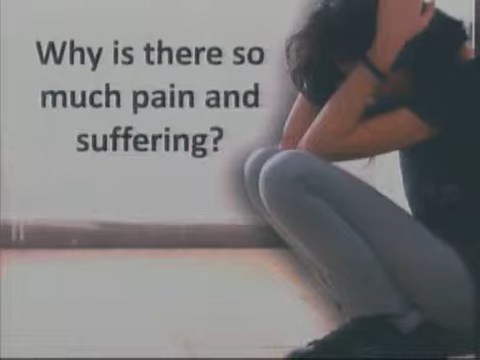 Why is there so
much pain and
suffering?